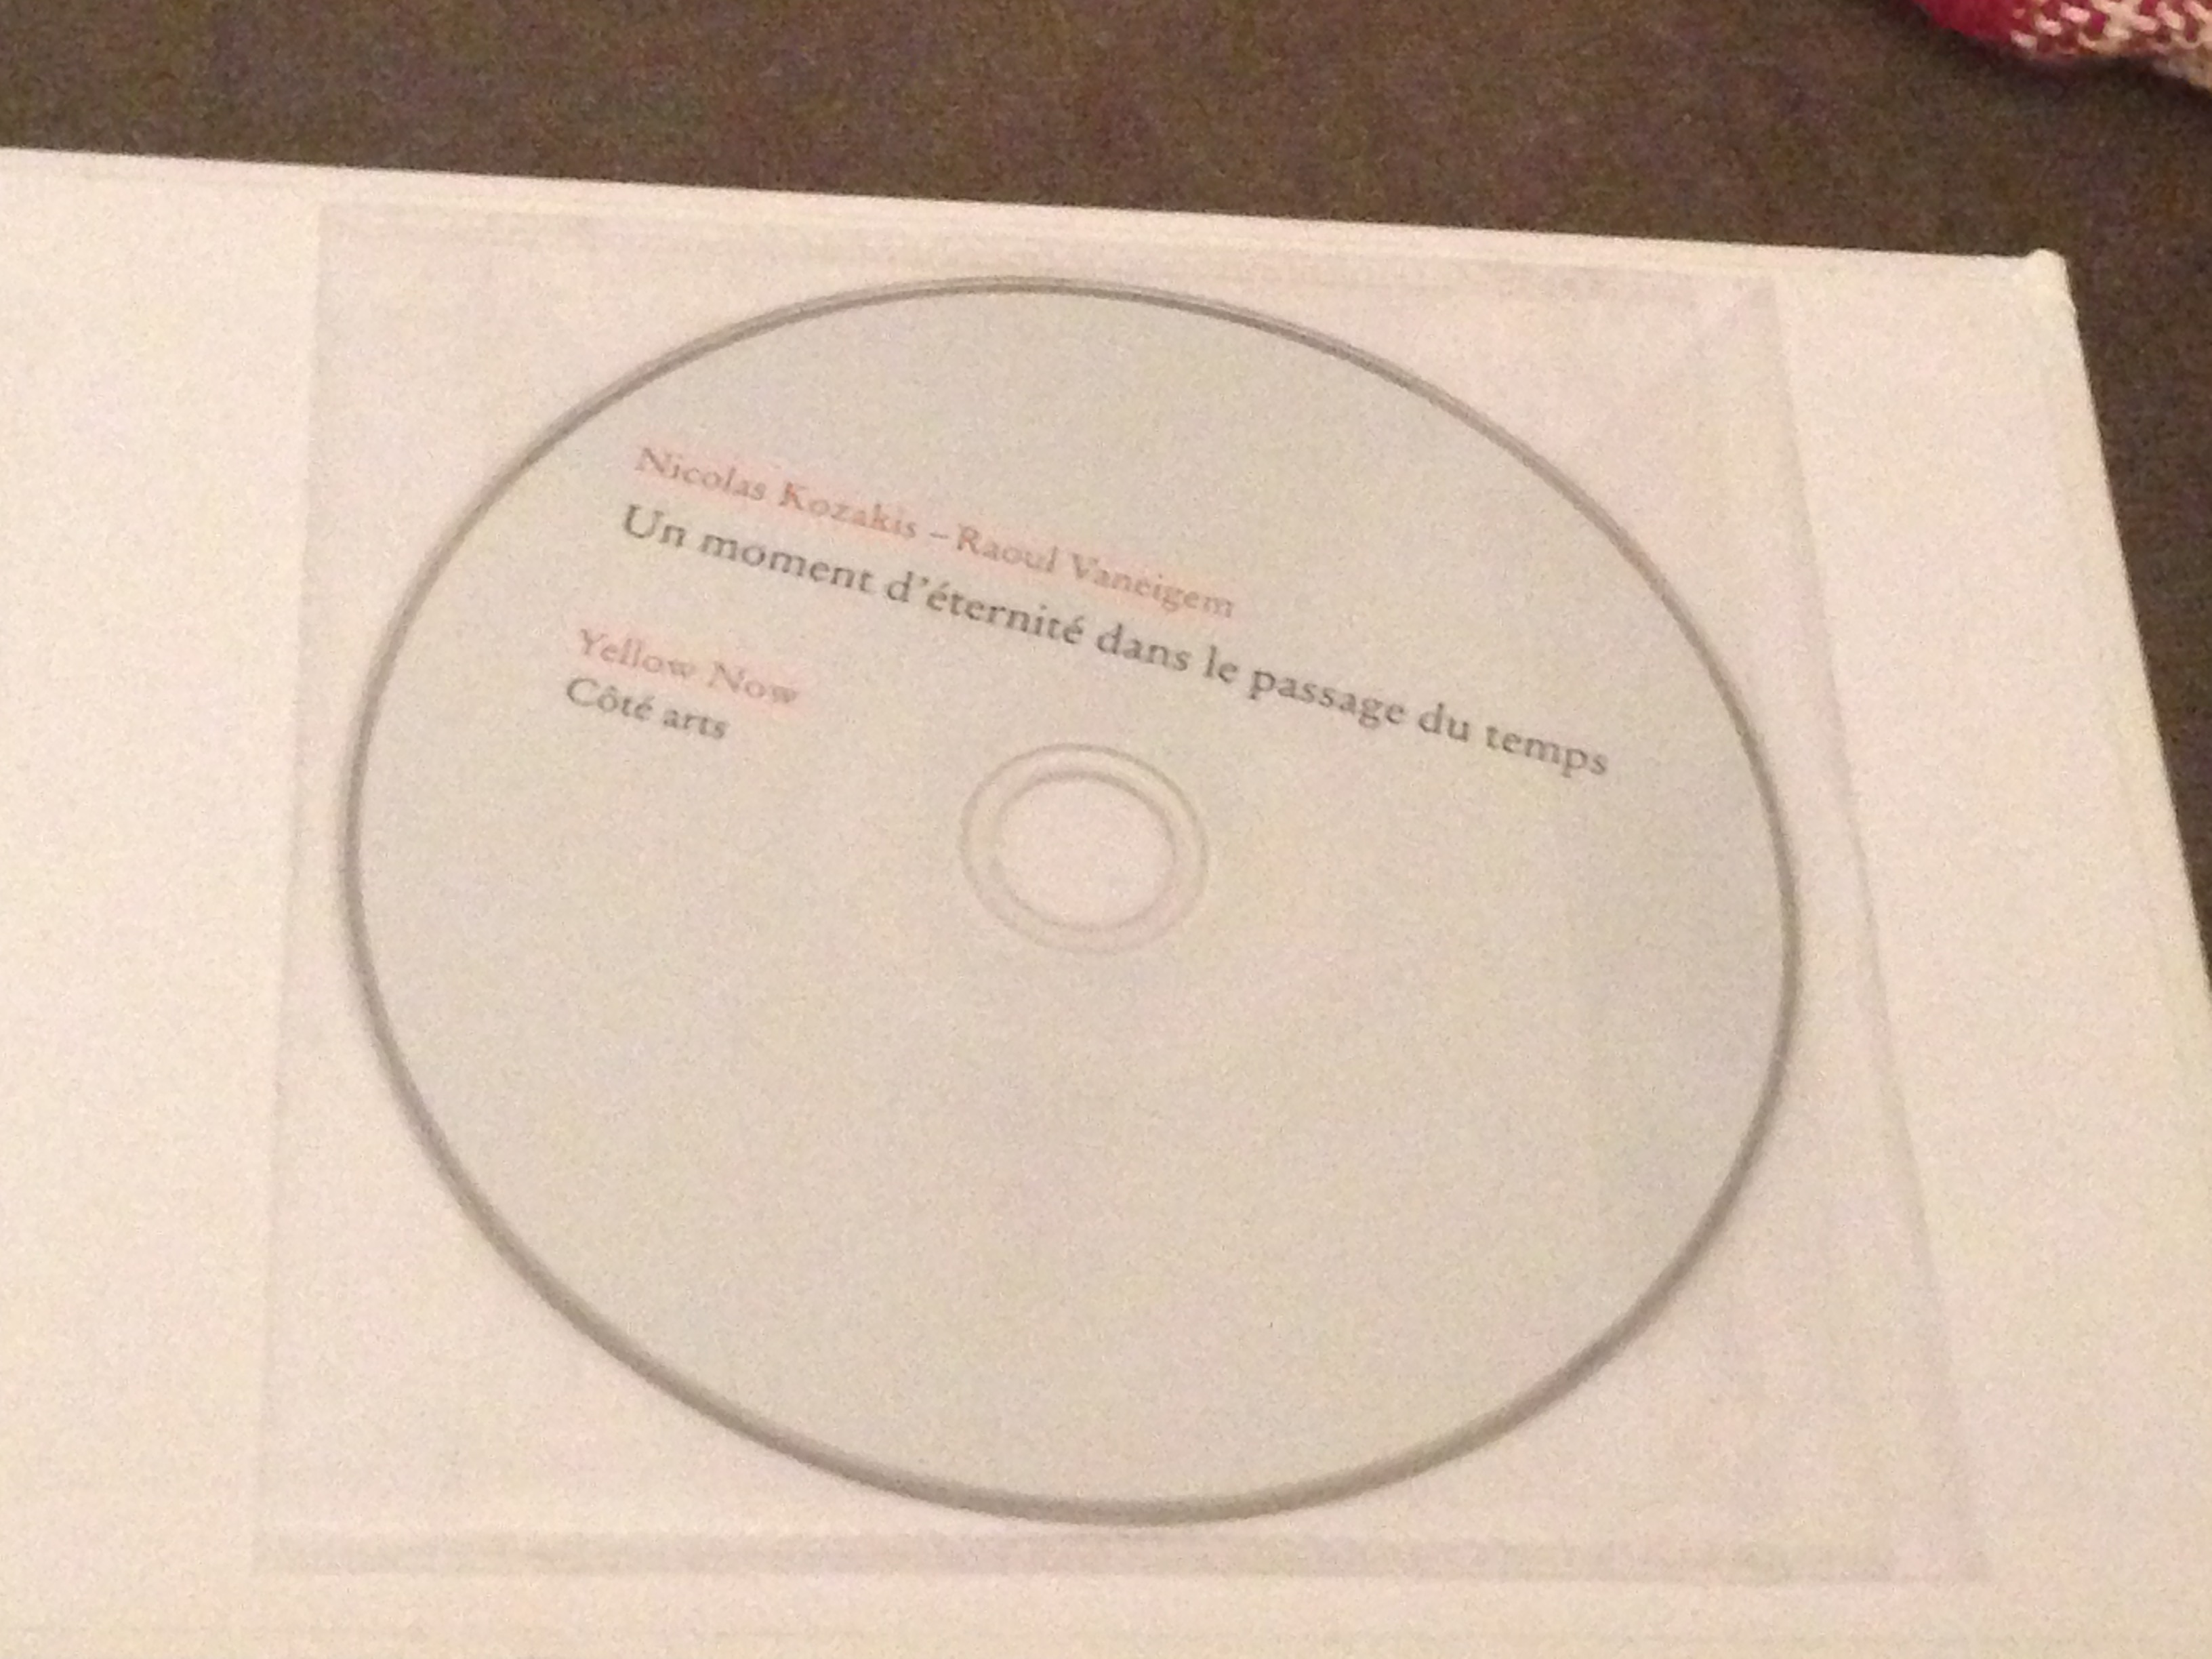 Nicolas Kozakis – Raoul Vaneigem
Un moment d’éternité dans le passage du temps
Yellow Now
Côté arts